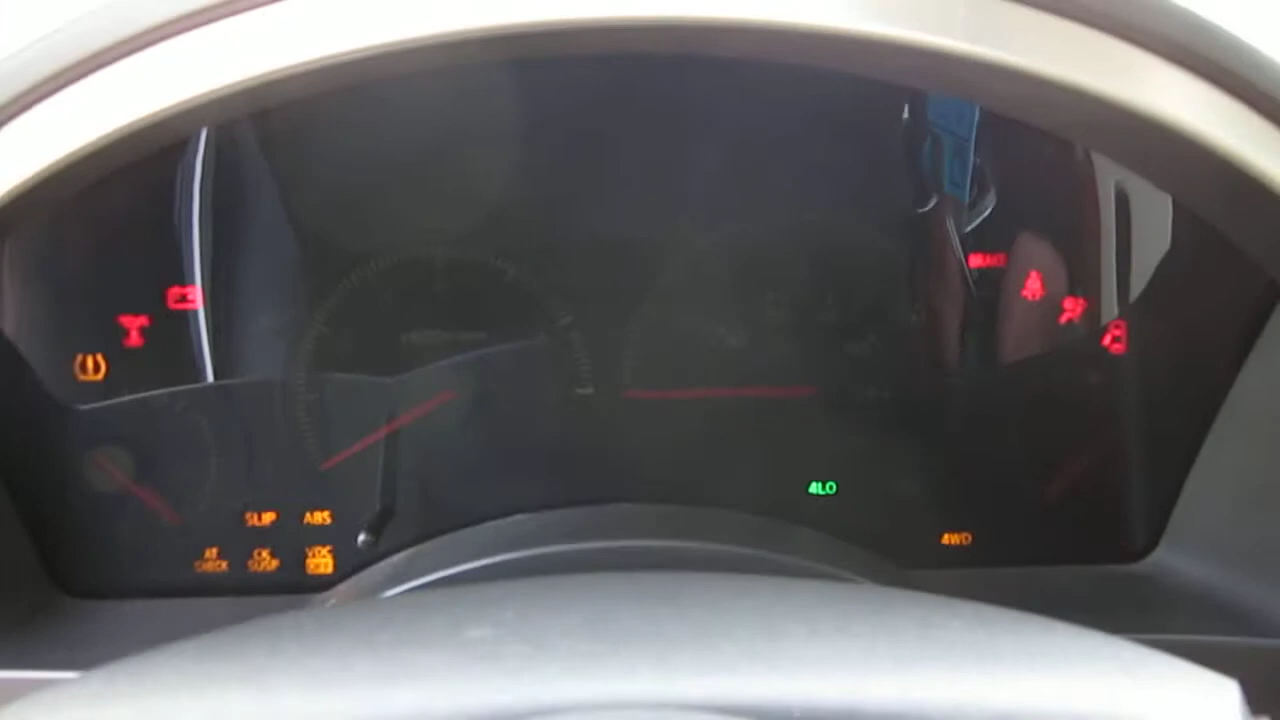 BRAKE
4LO
SLIP ABS
4WD
AT CK VDC
CHECK SUSP OFF